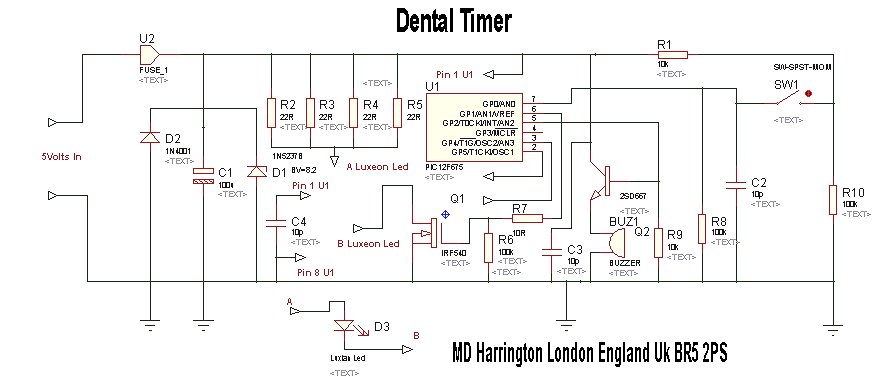 Dental Timer
U2
FUSE_1
<TEXT>
R1
10k
<TEXT>
SW-SPST-MOM
SW1
<TEXT>
Pin 1 U1
U1
R2
22R
<TEXT>
R3
22R
<TEXT>
<TEXT>
R4
22R
<TEXT>
R5
22R
<TEXT>
GP0/AN0
7
GP1/AN1/VREF
6
GP2/T0CK/INT/AN2
5
GP3/MCLR
4
GP4/T1G/OSC2/AN3
3
GP5/T1CKI/OSC1
2
PIC12F675
<TEXT>
5Volts In
D2
1N4001
<TEXT>
C1
100u
<TEXT>
1N5237B
D1
BV=8.2
<TEXT>
A Luxeon Led
Pin 1 U1
C4
10p
<TEXT>
Pin 8 U1
B Luxeon Led
Q1
IRF540
<TEXT>
R7
10R
<TEXT>
R6
100k
<TEXT>
C3
10p
<TEXT>
2SD667
<TEXT>
BUZ1
Q2
BUZZER
<TEXT>
R9
10k
<TEXT>
R8
100k
<TEXT>
C2
10p
<TEXT>
R10
100k
<TEXT>
A
D3
Luxian Led
<TEXT>
B
MD Harrington London England Uk BR5 2PS